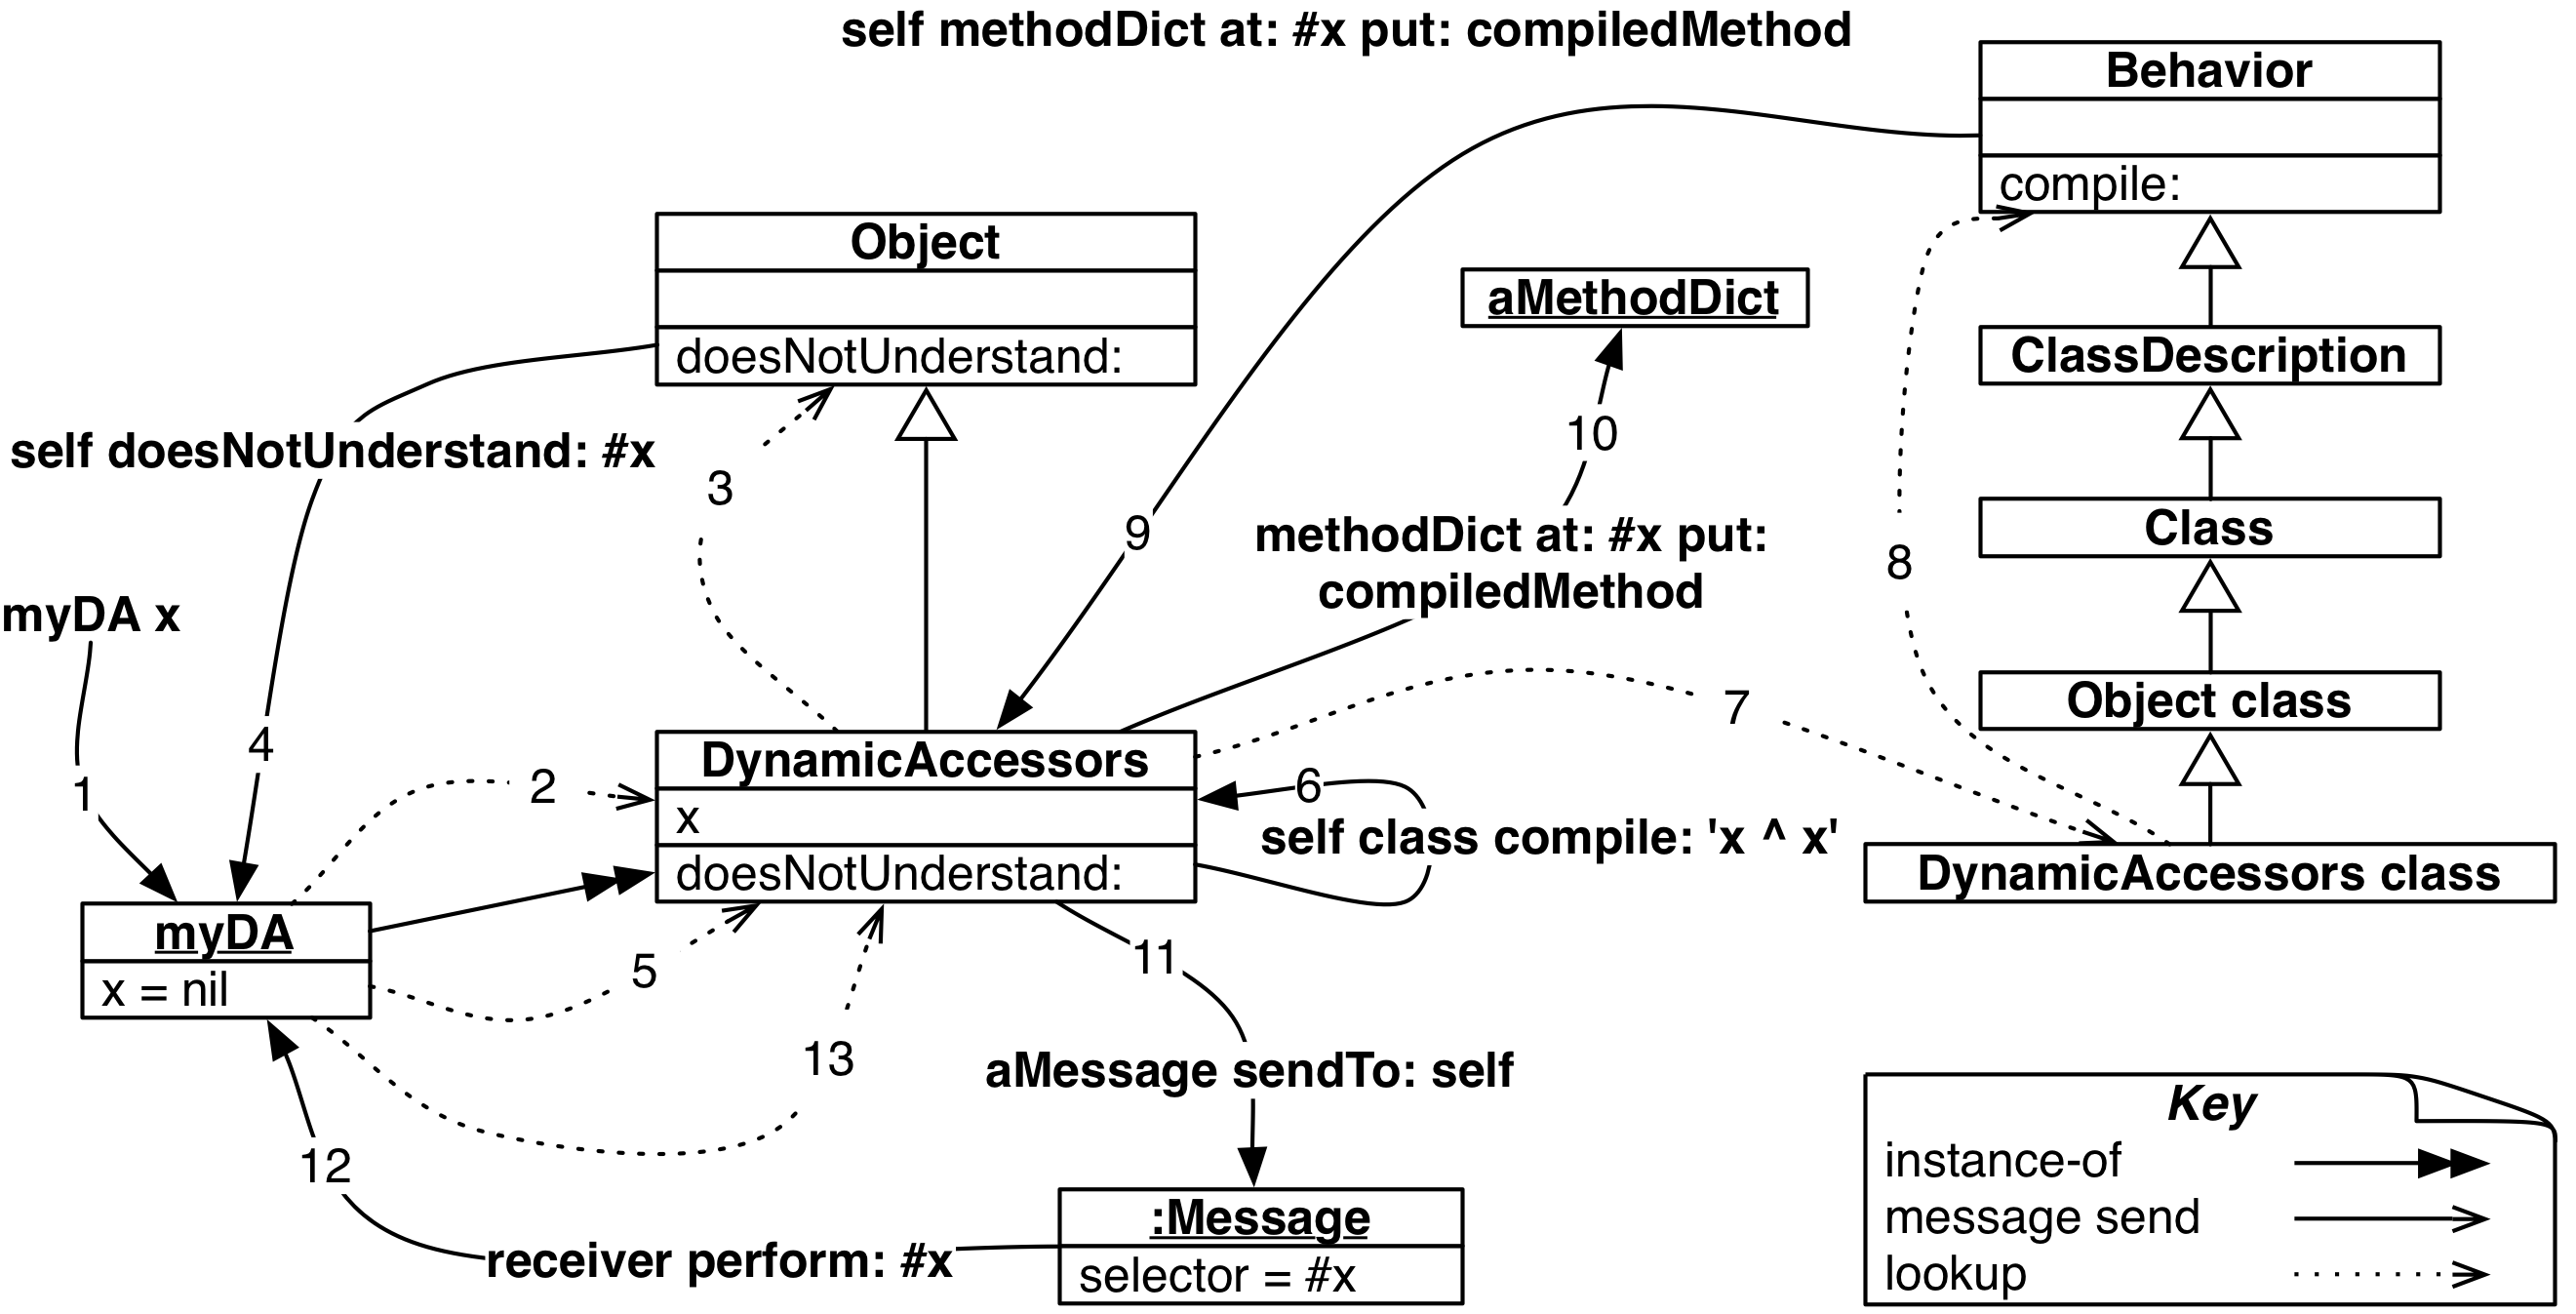 self methodDict at: #x put: compiledMethod
Behavior
compile:
Object
doesNotUnderstand:
aMethodDict
ClassDescription
10
self doesNotUnderstand: #x
3
9
methodDict at: #x put:
compiledMethod
Class
8
myDA x
Object class
7
4
1
2
DynamicAccessors
x
doesNotUnderstand:
6
self class compile: 'x ^ x'
DynamicAccessors class
myDA
x = nil
5
11
13
aMessage sendTo: self
12
receiver perform: #x
:Message
selector = #x
Key
instance-of
message send
lookup